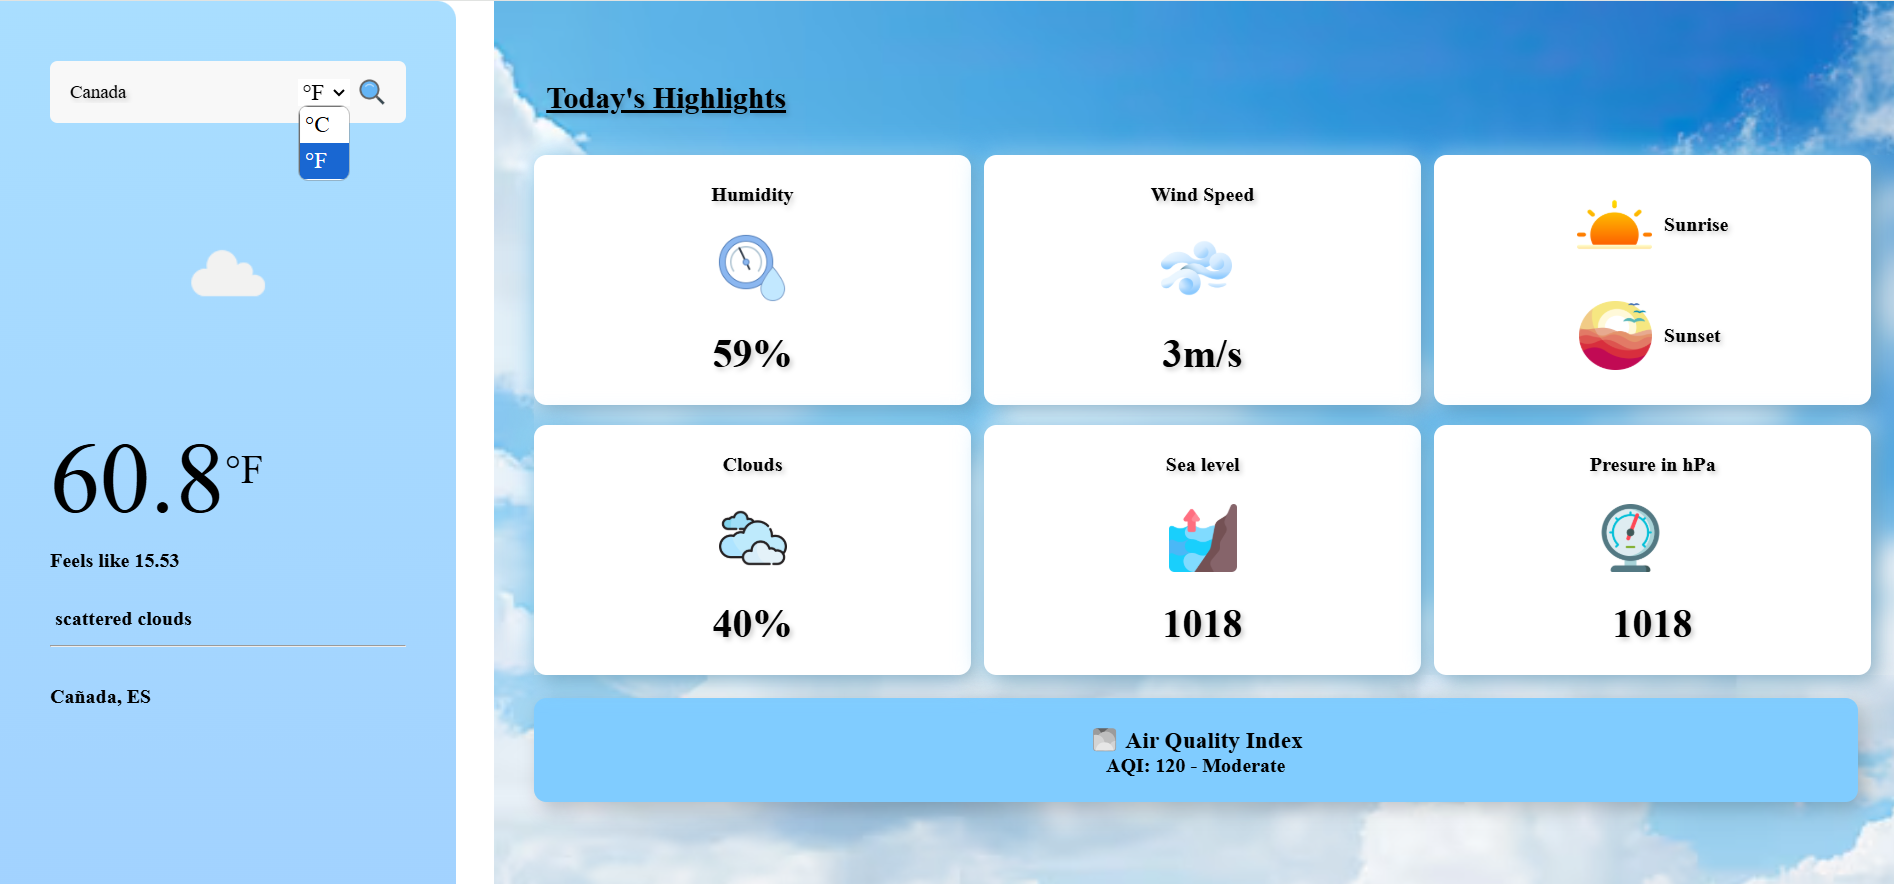 Canada
°F
°C
°F
60.8°F
Feels like 15.53
scattered clouds
Cañada, ES
Today's Highlights
Humidity
59%
Wind Speed
3m/s
Sunrise
Sunset
Clouds
40%
Sea level
1018
Presure in hPa
1018
Air Quality Index
AQI: 120 - Moderate